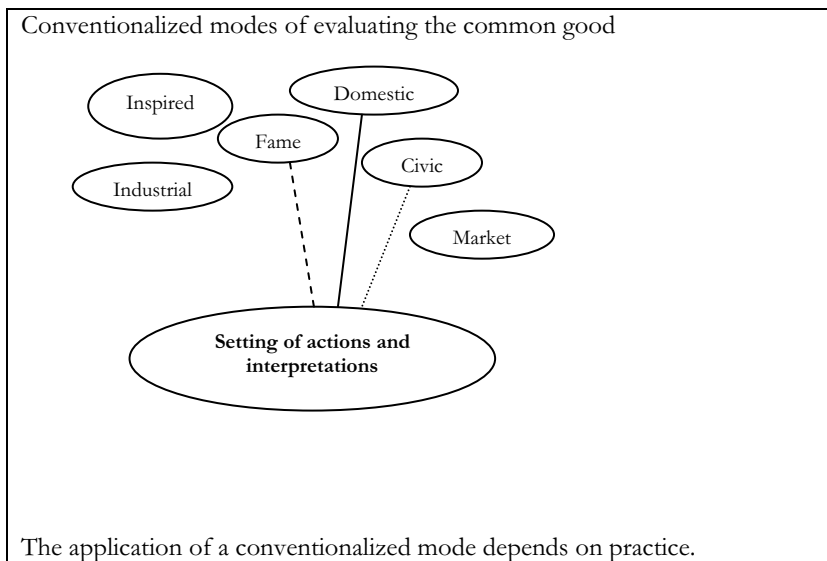 Conventionalized modes of evaluating the common good
Domestic
Inspired
Fame
Civic
Industrial
Market
Setting of actions and
interpretations
The application of a conventionalized mode depends on practice.